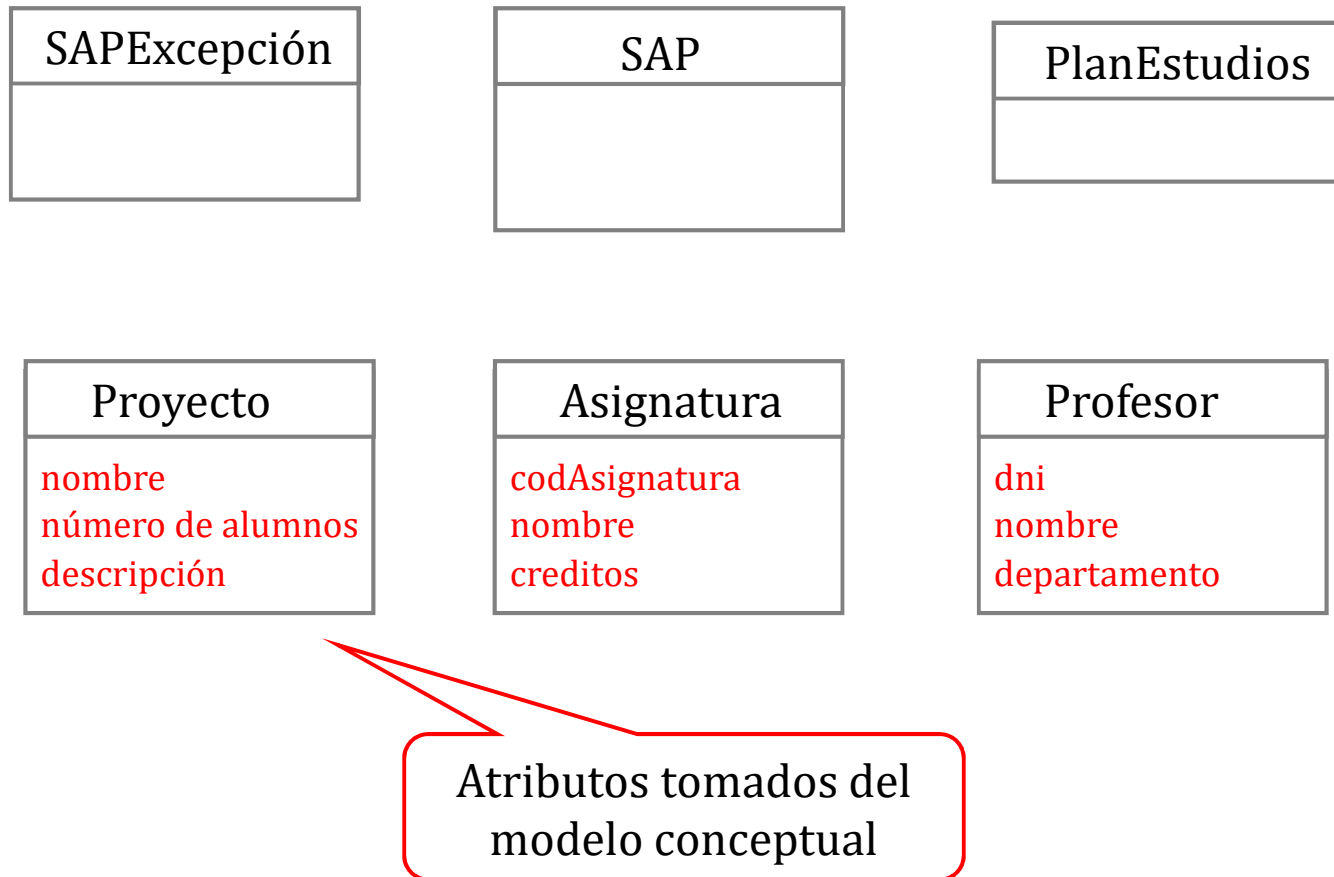 SAPExcepción
SAP
PlanEstudios
Proyecto
nombre
número de alumnos
descripción
Asignatura
codAsignatura
nombre
creditos
Profesor
dni
nombre
departamento
Atributos tomados del
modelo conceptual